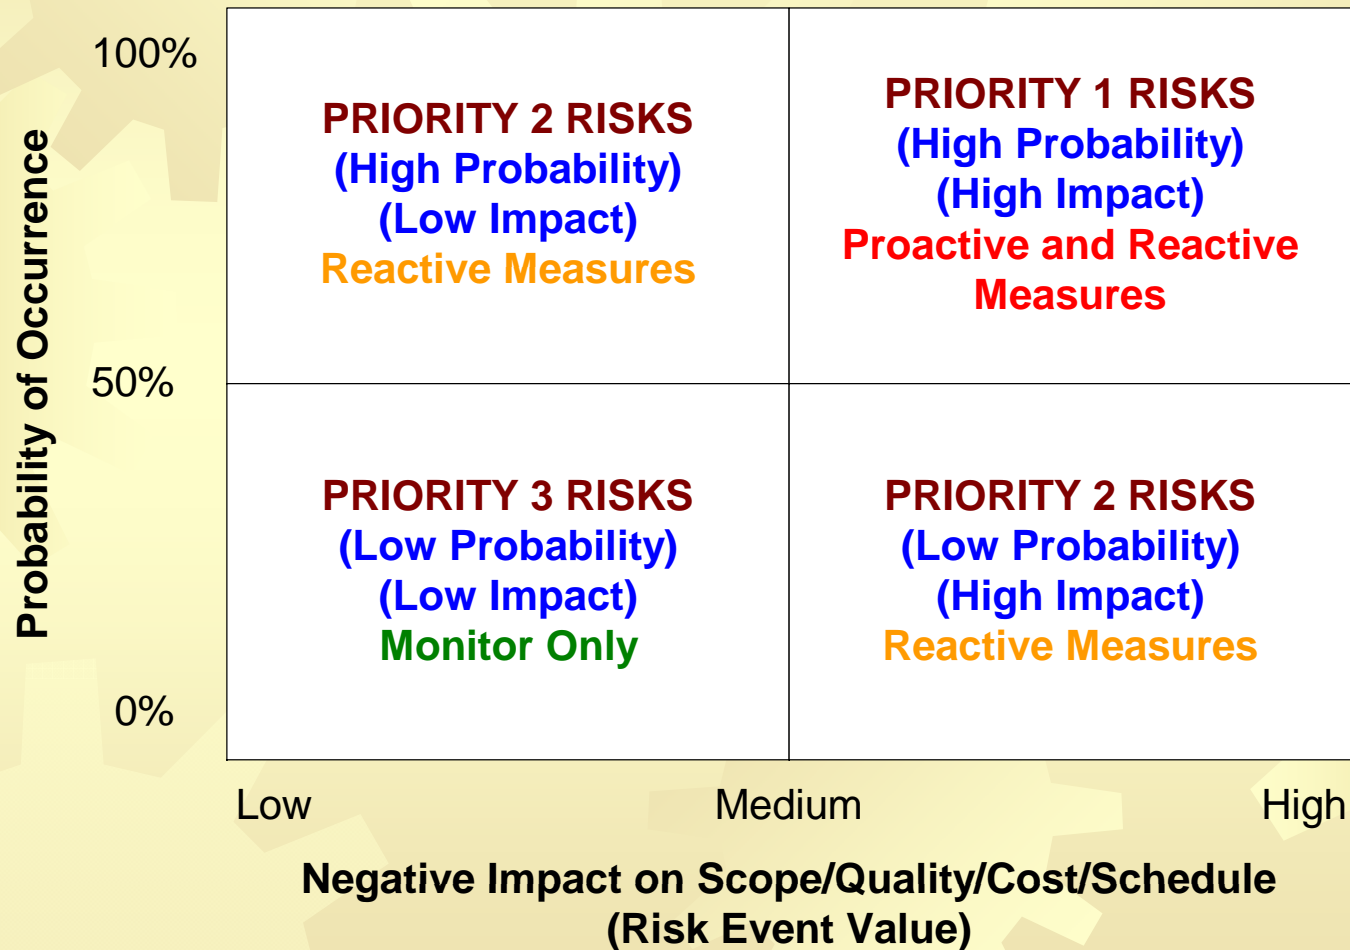 100%
50%
0%
Probability of Occurrence
PRIORITY 2 RISKS
(High Probability)
(Low Impact)
Reactive Measures
PRIORITY 1 RISKS
(High Probability)
(High Impact)
Proactive and Reactive
Measures
PRIORITY 3 RISKS
(Low Probability)
(Low Impact)
Monitor Only
PRIORITY 2 RISKS
(Low Probability)
(High Impact)
Reactive Measures
Low
Medium
High
Negative Impact on Scope/Quality/Cost/Schedule
(Risk Event Value)